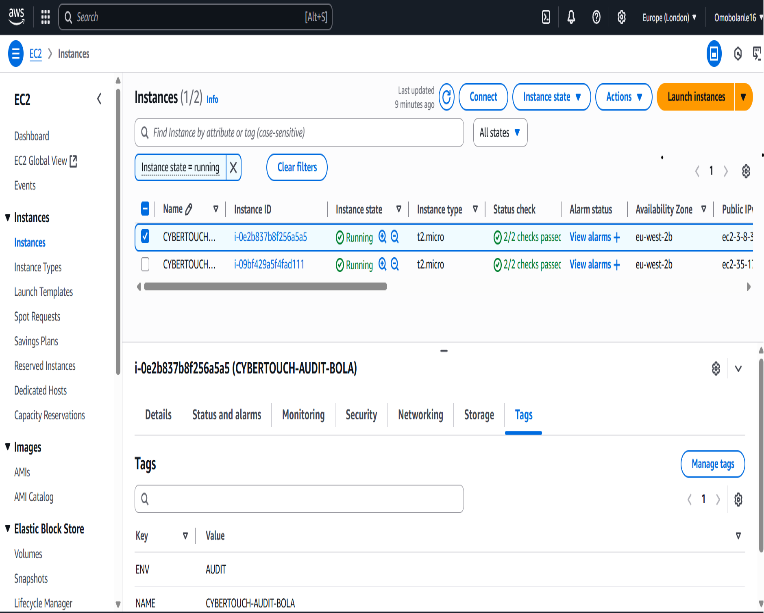 aws
Search [Alt+S] Europe (London) Omobolanle16
EC2 > Instances
EC2
Dashboard
EC2 Global View
Events
Instances
Instances
Instance Types
Launch Templates
Spot Requests
Savings Plans
Reserved Instances
Dedicated Hosts
Capacity Reservations
Images
AMIs
AMI Catalog
Elastic Block Store
Volumes
Snapshots
Lifecycle Manager
Instances (1/2) Info
Last updated
9 minutes ago
Connect Instance state Actions Launch instances
Find Instance by attribute or tag (case-sensitive) All states
Instance state = running X Clear filters
< 1 >
Name Instance ID Instance state Instance type Status check Alarm status Availability Zone Public IPv
CYBERTOUCH... i-0e2b837b8f256a5a5 Running t2.micro 2/2 checks passec View alarms + eu-west-2b ec2-3-8-3
CYBERTOUCH... i-09bf429a5f4fad111 Running t2.micro 2/2 checks passec View alarms + eu-west-2b ec2-35-1
i-0e2b837b8f256a5a5 (CYBERTOUCH-AUDIT-BOLA)
Details Status and alarms Monitoring Security Networking Storage Tags
Tags
Manage tags
< 1 >
Key Value
ENV AUDIT
NAME CYBERTOUCH-AUDIT-BOLA